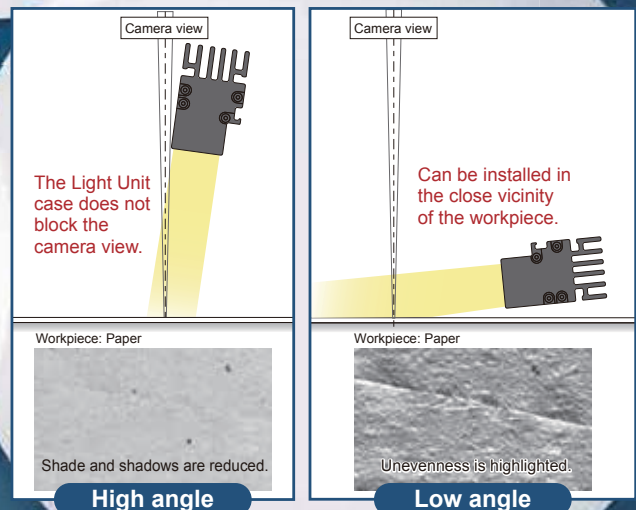 Camera view
The Light Unit
case does not
block the
camera view.
Workpiece: Paper
Shade and shadows are reduced.
High angle
Camera view
Can be installed in
the close vicinity
of the workpiece.
Workpiece: Paper
Unevenness is highlighted.
Low angle